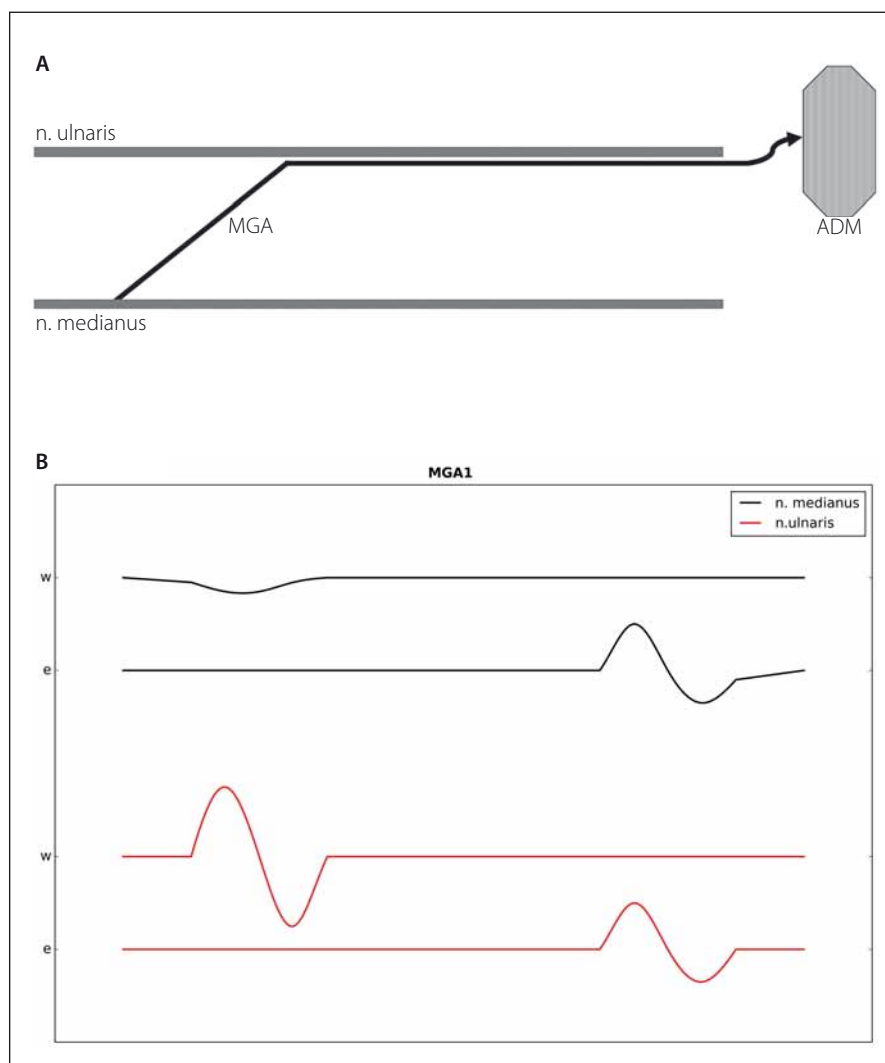 A
n. ulnaris
MGA
ADM
n. medianus
B
MGA1
n. medianus
n.ulnaris
w
e
w
e